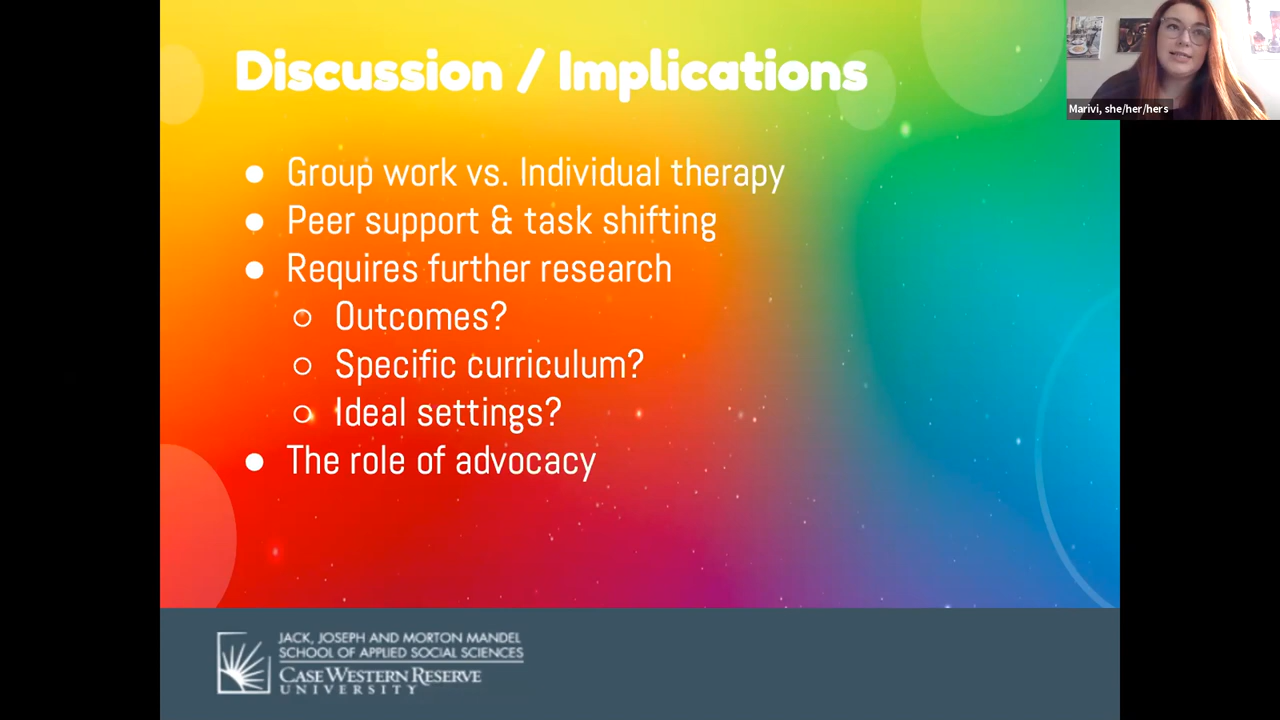 Discussion / Implications
Marivi, she/her/hers
● Group work vs. Individual therapy
● Peer support & task shifting
● Requires further research
○ Outcomes?
○ Specific curriculum?
○ Ideal settings?
● The role of advocacy
JACK, JOSEPH AND MORTON MANDEL
SCHOOL OF APPLIED SOCIAL SCIENCES
CASE WESTERN RESERVE
UNIVERSITY